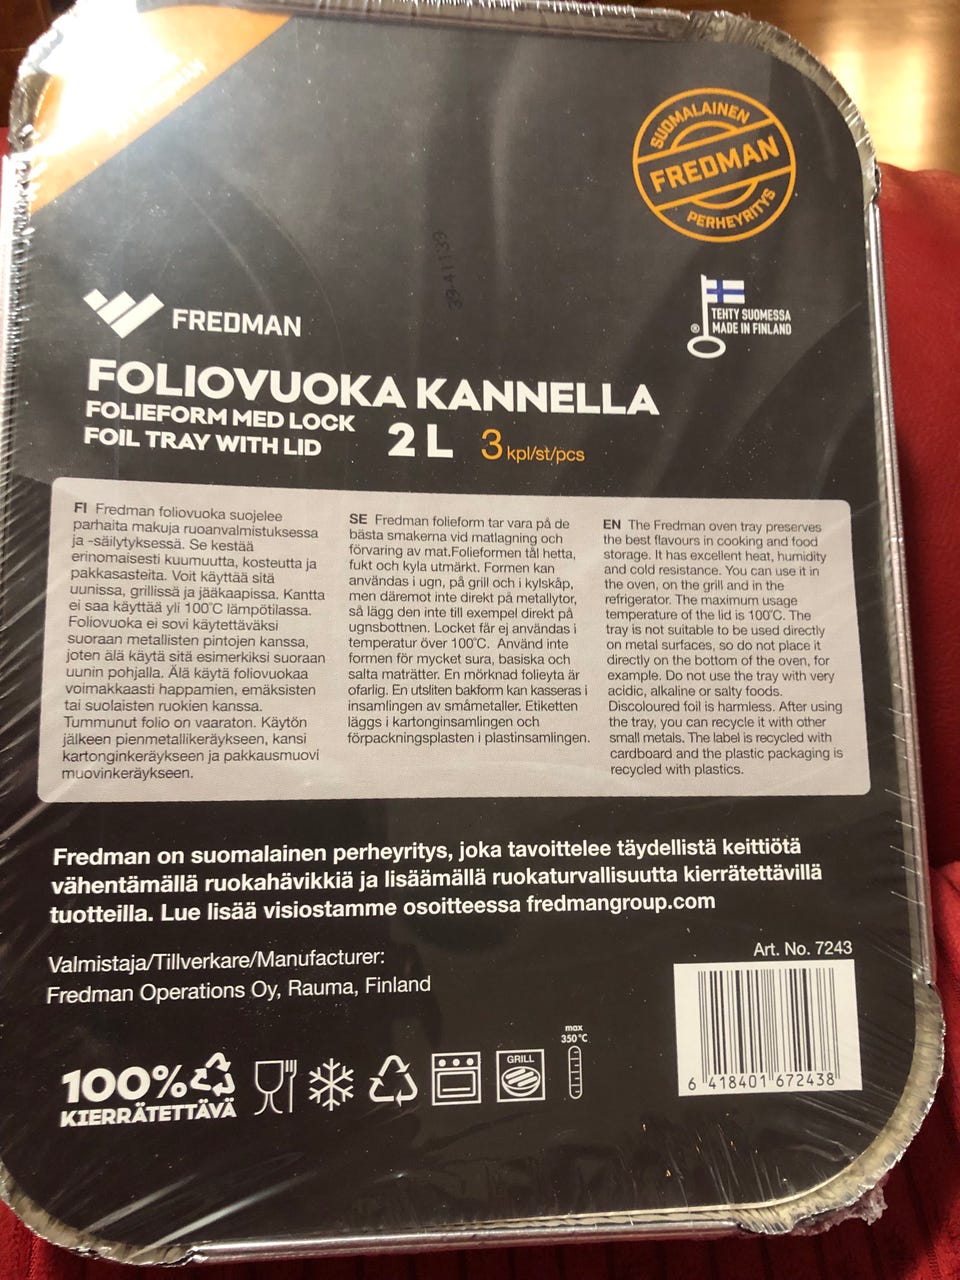 SUOMALAINEN
FREDMAN
PERHEYRITYS
FREDMAN
TEHTY SUOMESSA
® MADE IN FINLAND
FOLIOVUOKA KANNELLA
FOLIEFORM MED LOCK
FOIL TRAY WITH LID
2 L 3 kpl/st/pcs
FI Fredman foliovuoka suojelee
parhaita makuja ruoanvalmistuksessa
ja -säilytyksessä. Se kestää
erinomaisesti kuumuutta, kosteutta ja
pakkasasteita. Voit käyttää sitä
uunissa, grillissä ja jääkaapissa. Kantta
ei saa käyttää yli 100°C lämpötilassa.
Foliovuoka ei sovi käytettäväksi
suoraan metallisten pintojen kanssa,
joten älä käytä sitä esimerkiksi suoraan
uunin pohjalla. Älä käytä foliovuokaa
voimakkaasti happamien, emäksisten
tai suolaisten ruokien kanssa.
Tummunut folio on vaaraton. Käytön
jälkeen pienmetallikeräykseen, kansi
kartonginkeräykseen ja pakkausmuovi
muovinkeräykseen.
SE Fredman folieform tar vara på de
bästa smakerna vid matlagning och
förvaring av mat.Folieformen tål hetta,
fukt och kyla utmärkt. Formen kan
användas i ugn, på grill och i kylskåp,
men däremot inte direkt på metallytor,
så lägg den inte till exempel direkt på
ugnsbottnen. Locket får ej användas i
temperatur över 100°C. Använd inte
formen för mycket sura, basiska och
salta maträtter. En mörknad folieyta är
ofarlig. En utsliten bakform kan kasseras i
insamlingen av småmetaller. Etiketten
läggs i kartonginsamlingen och
förpackningsplasten i plastinsamlingen.
EN The Fredman oven tray preserves
the best flavours in cooking and food
storage. It has excellent heat, humidity
and cold resistance. You can use it in
the oven, on the grill and in the
refrigerator. The maximum usage
temperature of the lid is 100°C. The
tray is not suitable to be used directly
on metal surfaces, so do not place it
directly on the bottom of the oven, for
example. Do not use the tray with very
acidic, alkaline or salty foods.
Discoloured foil is harmless. After using
the tray, you can recycle it with other
small metals. The label is recycled with
cardboard and the plastic packaging is
recycled with plastics.
Fredman on suomalainen perheyritys, joka tavoittelee täydellistä keittiötä
vähentämällä ruokahävikkiä ja lisäämällä ruokaturvallisuutta kierrätettävillä
tuotteilla. Lue lisää visiostamme osoitteessa fredmangroup.com
Valmistaja/Tillverkare/Manufacturer:
Fredman Operations Oy, Rauma, Finland
Art. No. 7243
6 418401 672438
100%
KIERRÄTETTÄVÄ
GRILL
max
350°C